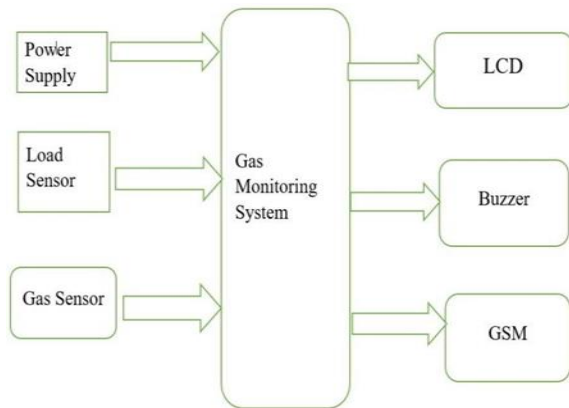 Power
Supply
LCD
Load
Sensor
Gas
Monitoring
System
Buzzer
Gas Sensor
GSM